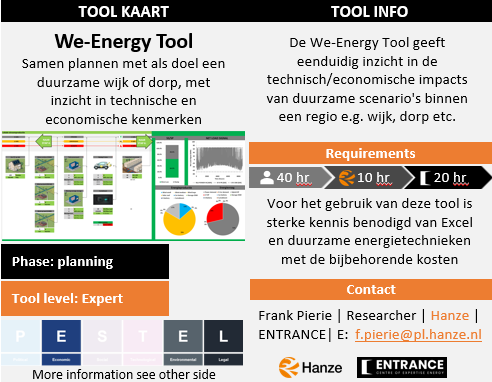 TOOL KAART
We-Energy Tool
Samen plannen met als doel een
duurzame wijk of dorp, met
inzicht in technische en
economische kenmerken
Phase: planning
Tool level: Expert
P E S T E L
Economic
Environmental
Legal
More information see other side
TOOL INFO
De We-Energy Tool geeft
eenduidig inzicht in de
technisch/economische impacts
van duurzame scenario's binnen
een regio e.g. wijk, dorp etc.
Requirements
40 hr 10 hr 20 hr
Voor het gebruik van deze tool is
sterke kennis benodigd van Excel
en duurzame energietechnieken
met de bijbehorende kosten
Contact
Frank Pierie | Researcher | Hanze |
ENTRANCE| E: f.pierie@pl.hanze.nl
Hanze
ENTRANCE
CENTRE OF EXPERTISE ENERGY